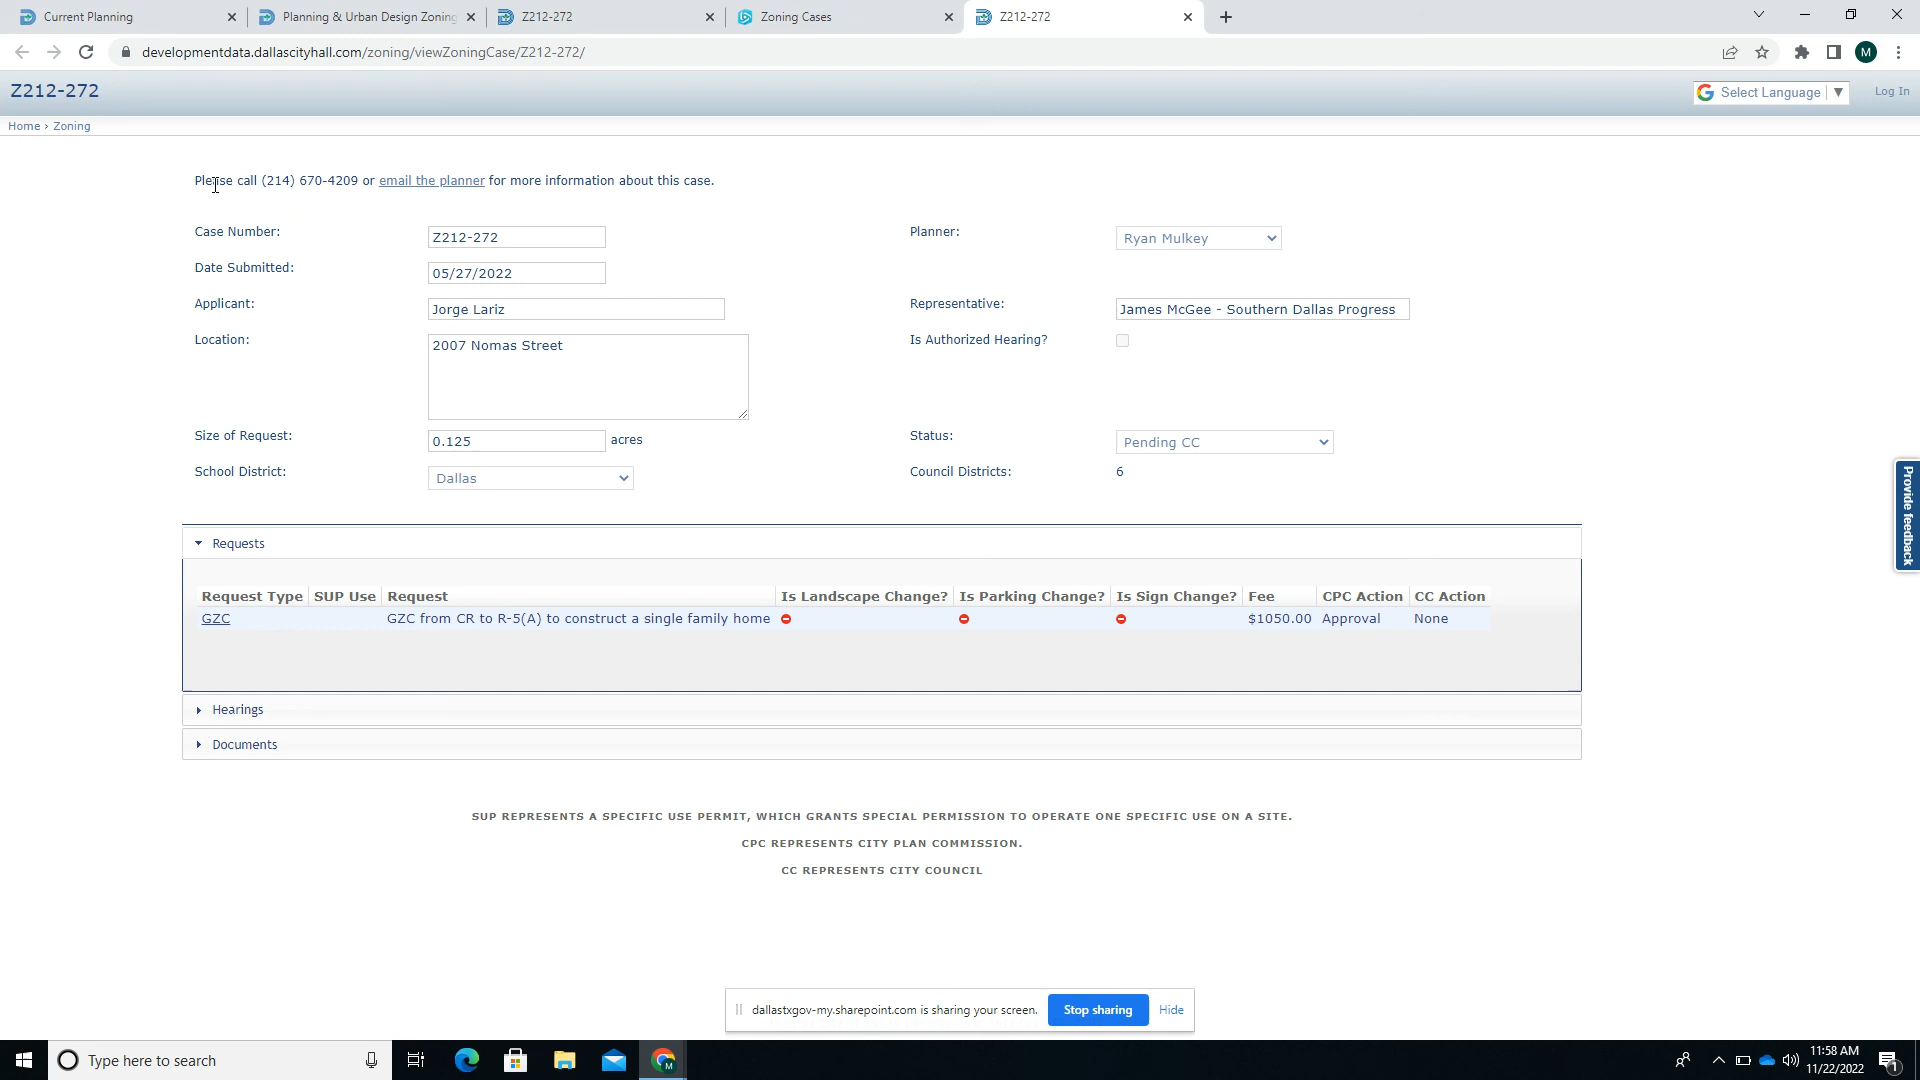 Current Planning
Planning & Urban Design Zoning
Z212-272
Zoning Cases
Z212-272
developmentdata.dallascityhall.com/zoning/viewZoningCase/Z212-272/
M
Z212-272
Select Language ▼
Log In
Home › Zoning
Please call (214) 670-4209 or email the planner for more information about this case.
Case Number: Z212-272 Planner: Ryan Mulkey
Date Submitted: 05/27/2022
Applicant: Jorge Lariz Representative: James McGee - Southern Dallas Progress
Location: 2007 Nomas Street Is Authorized Hearing?
Size of Request: 0.125 acres Status: Pending CC
School District: Dallas Council Districts: 6
Provide feedback
Requests
Request Type SUP Use Request Is Landscape Change? Is Parking Change? Is Sign Change? Fee CPC Action CC Action
GZC GZC from CR to R-5(A) to construct a single family home $1050.00 Approval None
Hearings
Documents
SUP REPRESENTS A SPECIFIC USE PERMIT, WHICH GRANTS SPECIAL PERMISSION TO OPERATE ONE SPECIFIC USE ON A SITE.
CPC REPRESENTS CITY PLAN COMMISSION.
CC REPRESENTS CITY COUNCIL
dallastxgov-my.sharepoint.com is sharing your screen. Stop sharing Hide
Type here to search
M
11:58 AM
11/22/2022
1